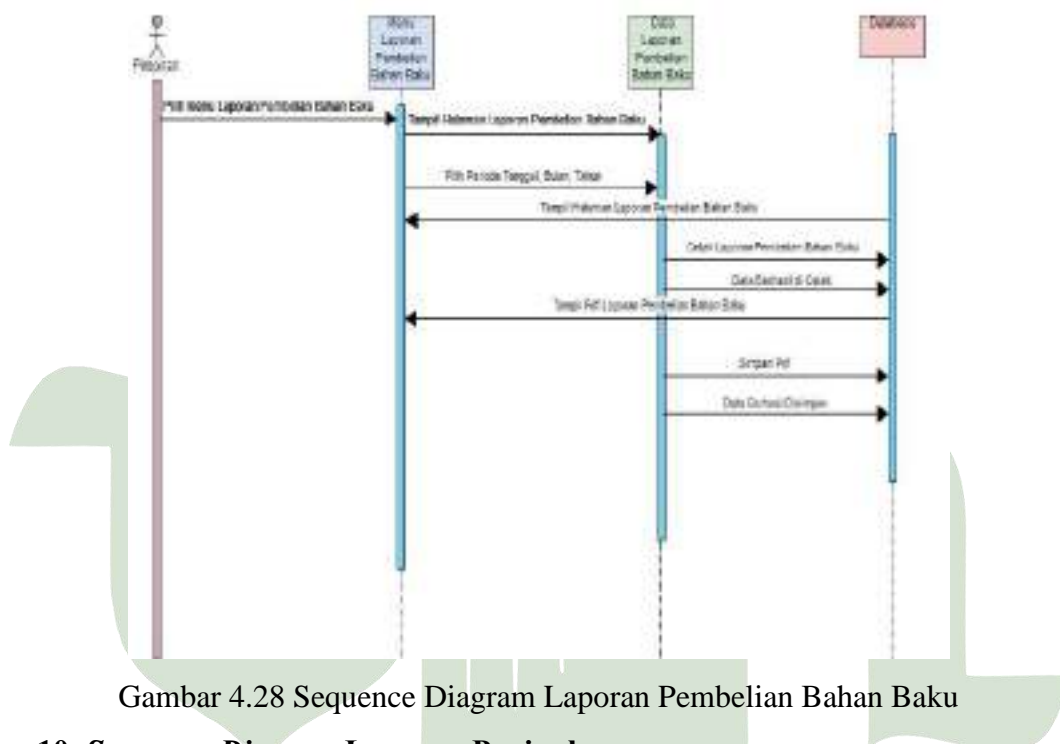 Pimpinan
Menu
Laporan
Pembelian
Bahan Baku
Data
Laporan
Pembelian
Bahan Baku
Database
Pilih Menu Laporan Pembelian Bahan Baku
Tampil Halaman Laporan Pembelian Bahan Baku
Pilih Periode Tanggal, Bulan, Tahun
Tampil Halaman Laporan Pembelian Bahan Baku
Cetak Laporan Pembelian Bahan Baku
Data Berhasil di Cetak
Tampil Pdf Laporan Pembelian Bahan Baku
Simpan Pdf
Data Berhasil Disimpan
Gambar 4.28 Sequence Diagram Laporan Pembelian Bahan Baku